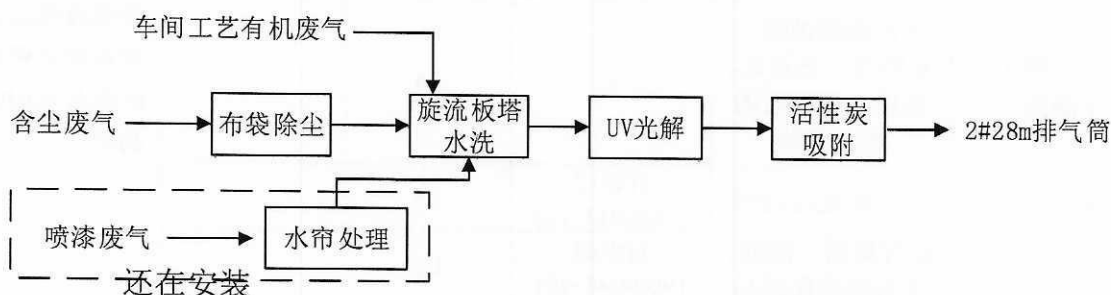 车间工艺有机废气
含尘废气
布袋除尘
旋流板塔
水洗
UV光解
活性炭
吸附
2#28m排气筒
喷漆废气
水帘处理
还在安装